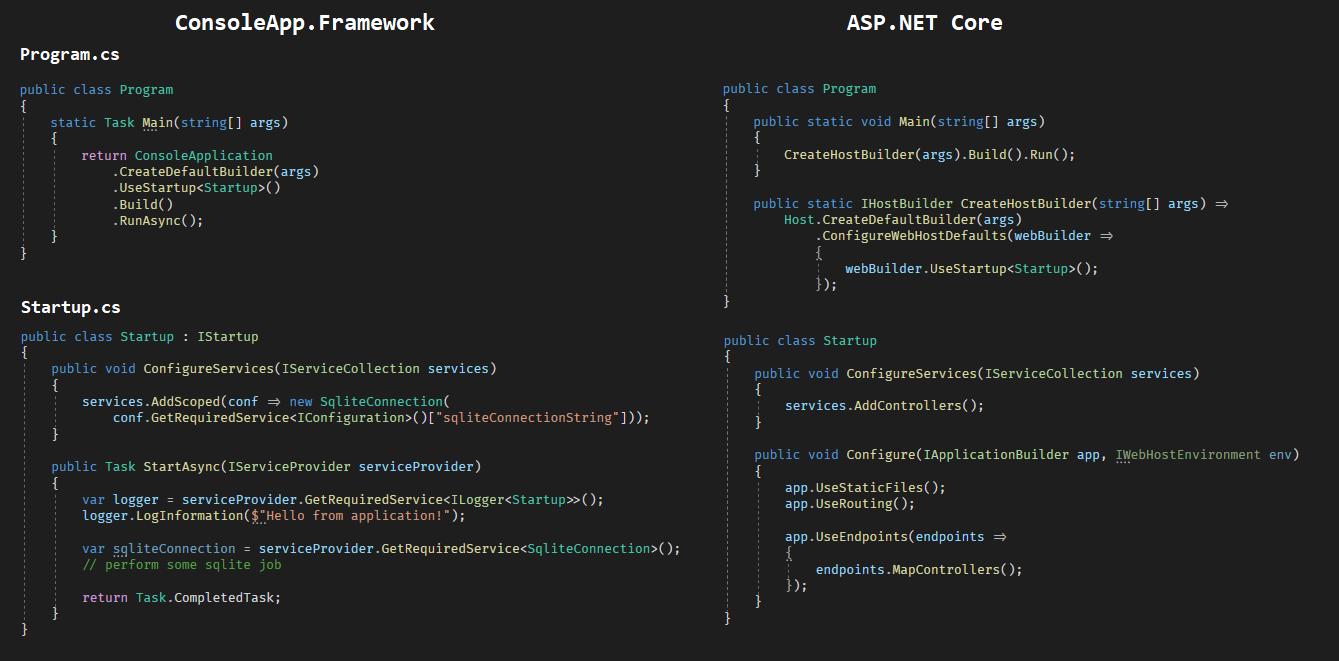 ConsoleApp.Framework
Program.cs
public class Program
{
    static Task Main(string[] args)
    {
        return ConsoleApplication
            .CreateDefaultBuilder(args)
            .UseStartup<Startup>()
            .Build()
            .RunAsync();
    }
}
Startup.cs
public class Startup : IStartup
{
    public void ConfigureServices(IServiceCollection services)
    {
        services.AddScoped(conf => new SqliteConnection(
            conf.GetRequiredService<IConfiguration>()["sqliteConnectionString"]));
    }
    public Task StartAsync(IServiceProvider serviceProvider)
    {
        var logger = serviceProvider.GetRequiredService<ILogger<Startup>>();
        logger.LogInformation($"Hello from application!");
        var sqliteConnection = serviceProvider.GetRequiredService<SqliteConnection>();
        // perform some sqlite job
        return Task.CompletedTask;
    }
}
ASP.NET Core
public class Program
{
    public static void Main(string[] args)
    {
        CreateHostBuilder(args).Build().Run();
    }
    public static IHostBuilder CreateHostBuilder(string[] args) =>
        Host.CreateDefaultBuilder(args)
            .ConfigureWebHostDefaults(webBuilder =>
            {
                webBuilder.UseStartup<Startup>();
            });
}
public class Startup
{
    public void ConfigureServices(IServiceCollection services)
    {
        services.AddControllers();
    }
    public void Configure(IApplicationBuilder app, IWebHostEnvironment env)
    {
        app.UseStaticFiles();
        app.UseRouting();
        app.UseEndpoints(endpoints =>
        {
            endpoints.MapControllers();
        });
    }
}